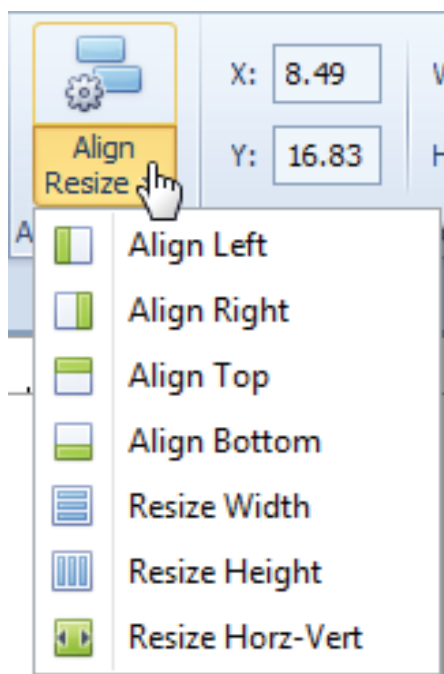 X: 8.49
Align
Resize
Y: 16.83
Align Left
Align Right
Align Top
Align Bottom
Resize Width
Resize Height
Resize Horz-Vert